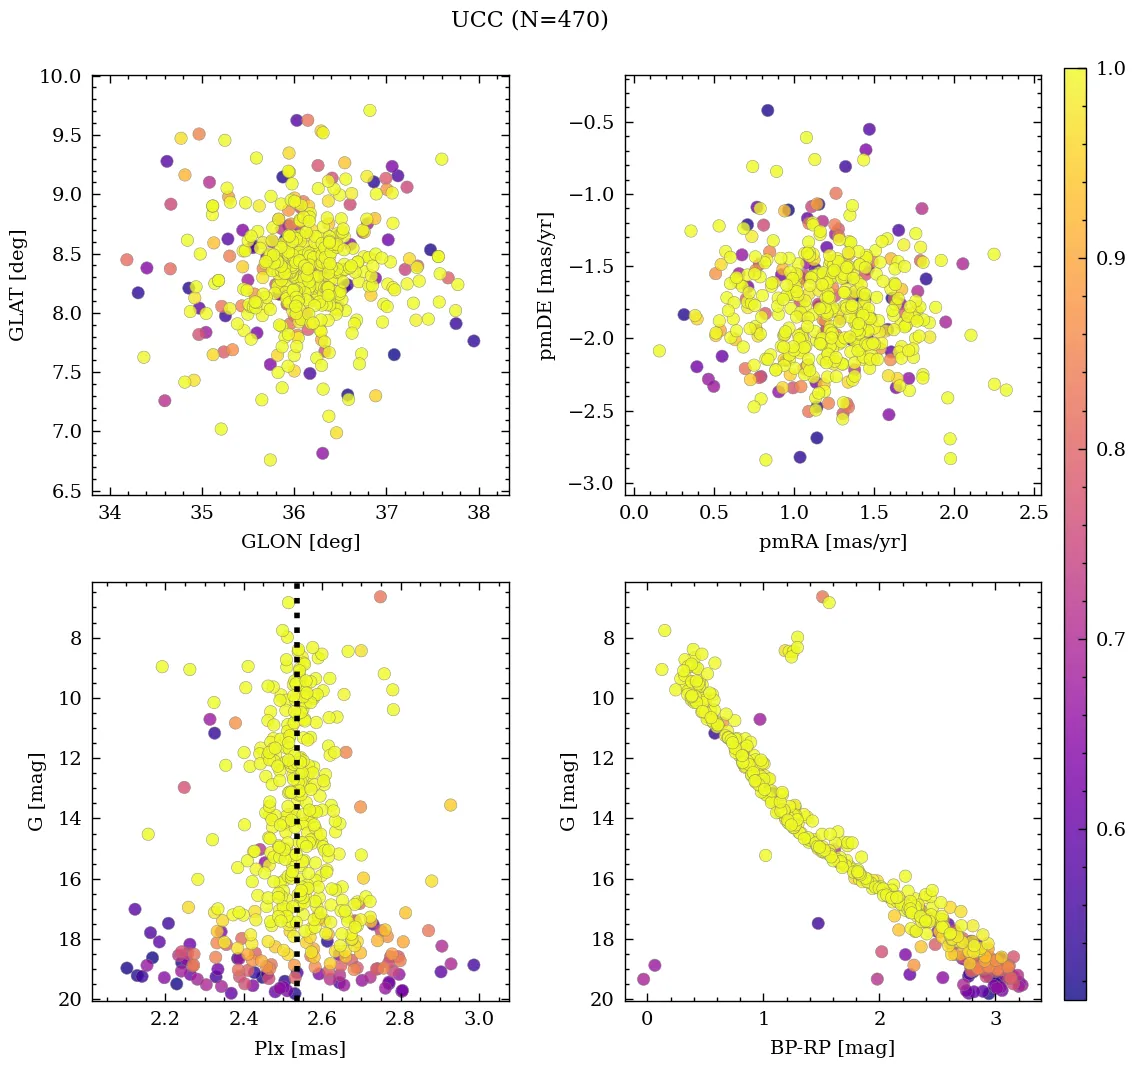 UCC (N=470)
10.0
9.5
9.0
8.5
8.0
7.5
7.0
6.5
GLAT [deg]
34 35 36 37 38
GLON [deg]
−0.5
−1.0
−1.5
−2.0
−2.5
−3.0
pmDE [mas/yr]
0.0 0.5 1.0 1.5 2.0 2.5
pmRA [mas/yr]
8
10
12
14
16
18
20
G [mag]
2.2 2.4 2.6 2.8 3.0
Plx [mas]
8
10
12
14
16
18
20
G [mag]
0 1 2 3
BP-RP [mag]
1.0
0.9
0.8
0.7
0.6